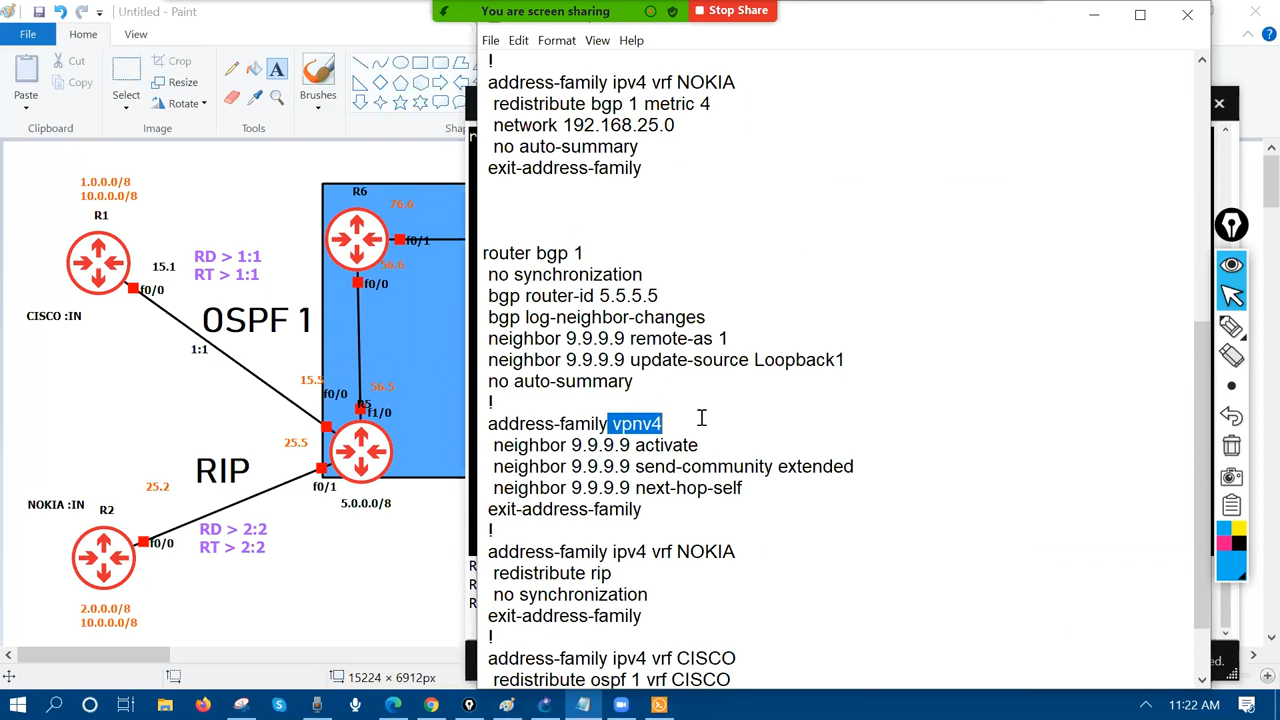 Untitled - Paint
You are screen sharing
Stop Share
File
Home
View
Paste
Cut
Copy
Clipboard
Select
Crop
Resize
Rotate
Image
Tools
Brushes
File Edit Format View Help
!
address-family ipv4 vrf NOKIA
redistribute bgp 1 metric 4
network 192.168.25.0
no auto-summary
exit-address-family
router bgp 1
no synchronization
bgp router-id 5.5.5.5
bgp log-neighbor-changes
neighbor 9.9.9.9 remote-as 1
neighbor 9.9.9.9 update-source Loopback1
no auto-summary
!
address-family vpnv4
neighbor 9.9.9.9 activate
neighbor 9.9.9.9 send-community extended
neighbor 9.9.9.9 next-hop-self
exit-address-family
!
address-family ipv4 vrf NOKIA
redistribute rip
no synchronization
exit-address-family
!
address-family ipv4 vrf CISCO
redistribute ospf 1 vrf CISCO
1.0.0.0/8
10.0.0.0/8
R1
15.1
f0/0
CISCO :IN
RD > 1:1
RT > 1:1
OSPF 1
1:1
R6
76.6
f0/1
56.6
f0/0
15.5
f0/0
56.5
R5
f1/0
25.5
f0/1
5.0.0.0/8
RIP
25.2
NOKIA :IN
R2
f0/0
RD > 2:2
RT > 2:2
2.0.0.0/8
10.0.0.0/8
15224 × 6912px
11:22 AM